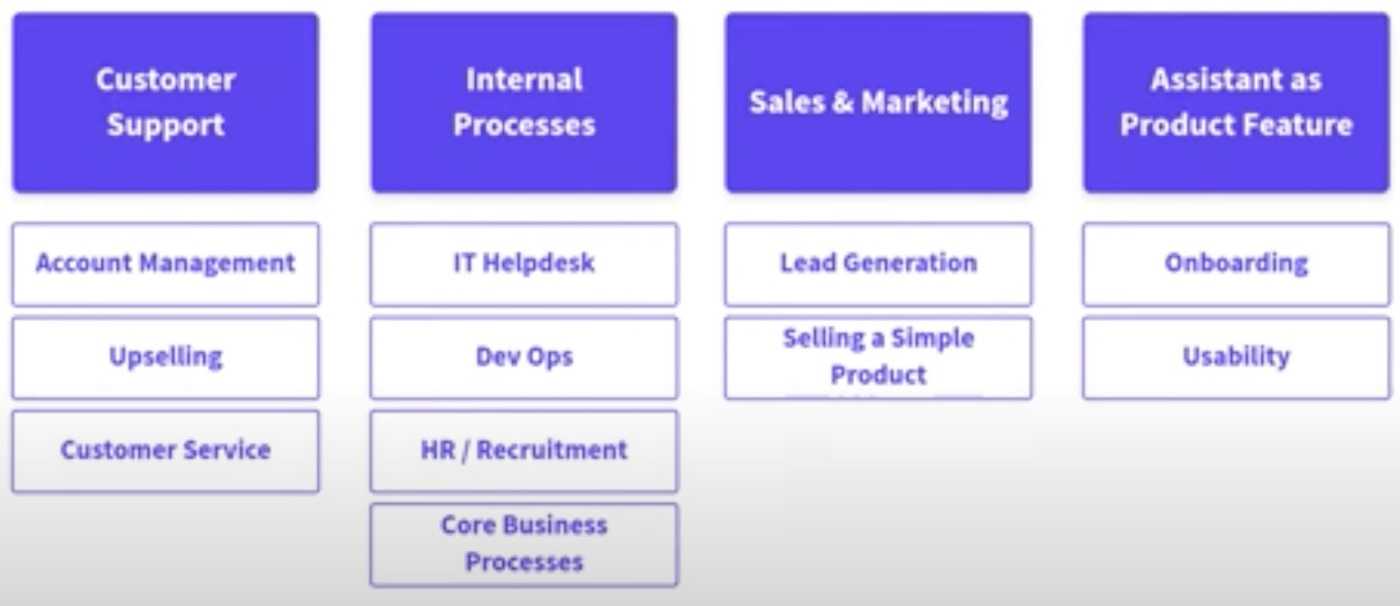 Customer
Support
Internal
Processes
Sales & Marketing
Assistant as
Product Feature
Account Management
IT Helpdesk
Lead Generation
Onboarding
Upselling
Dev Ops
Selling a Simple
Product
Usability
Customer Service
HR / Recruitment
Core Business
Processes